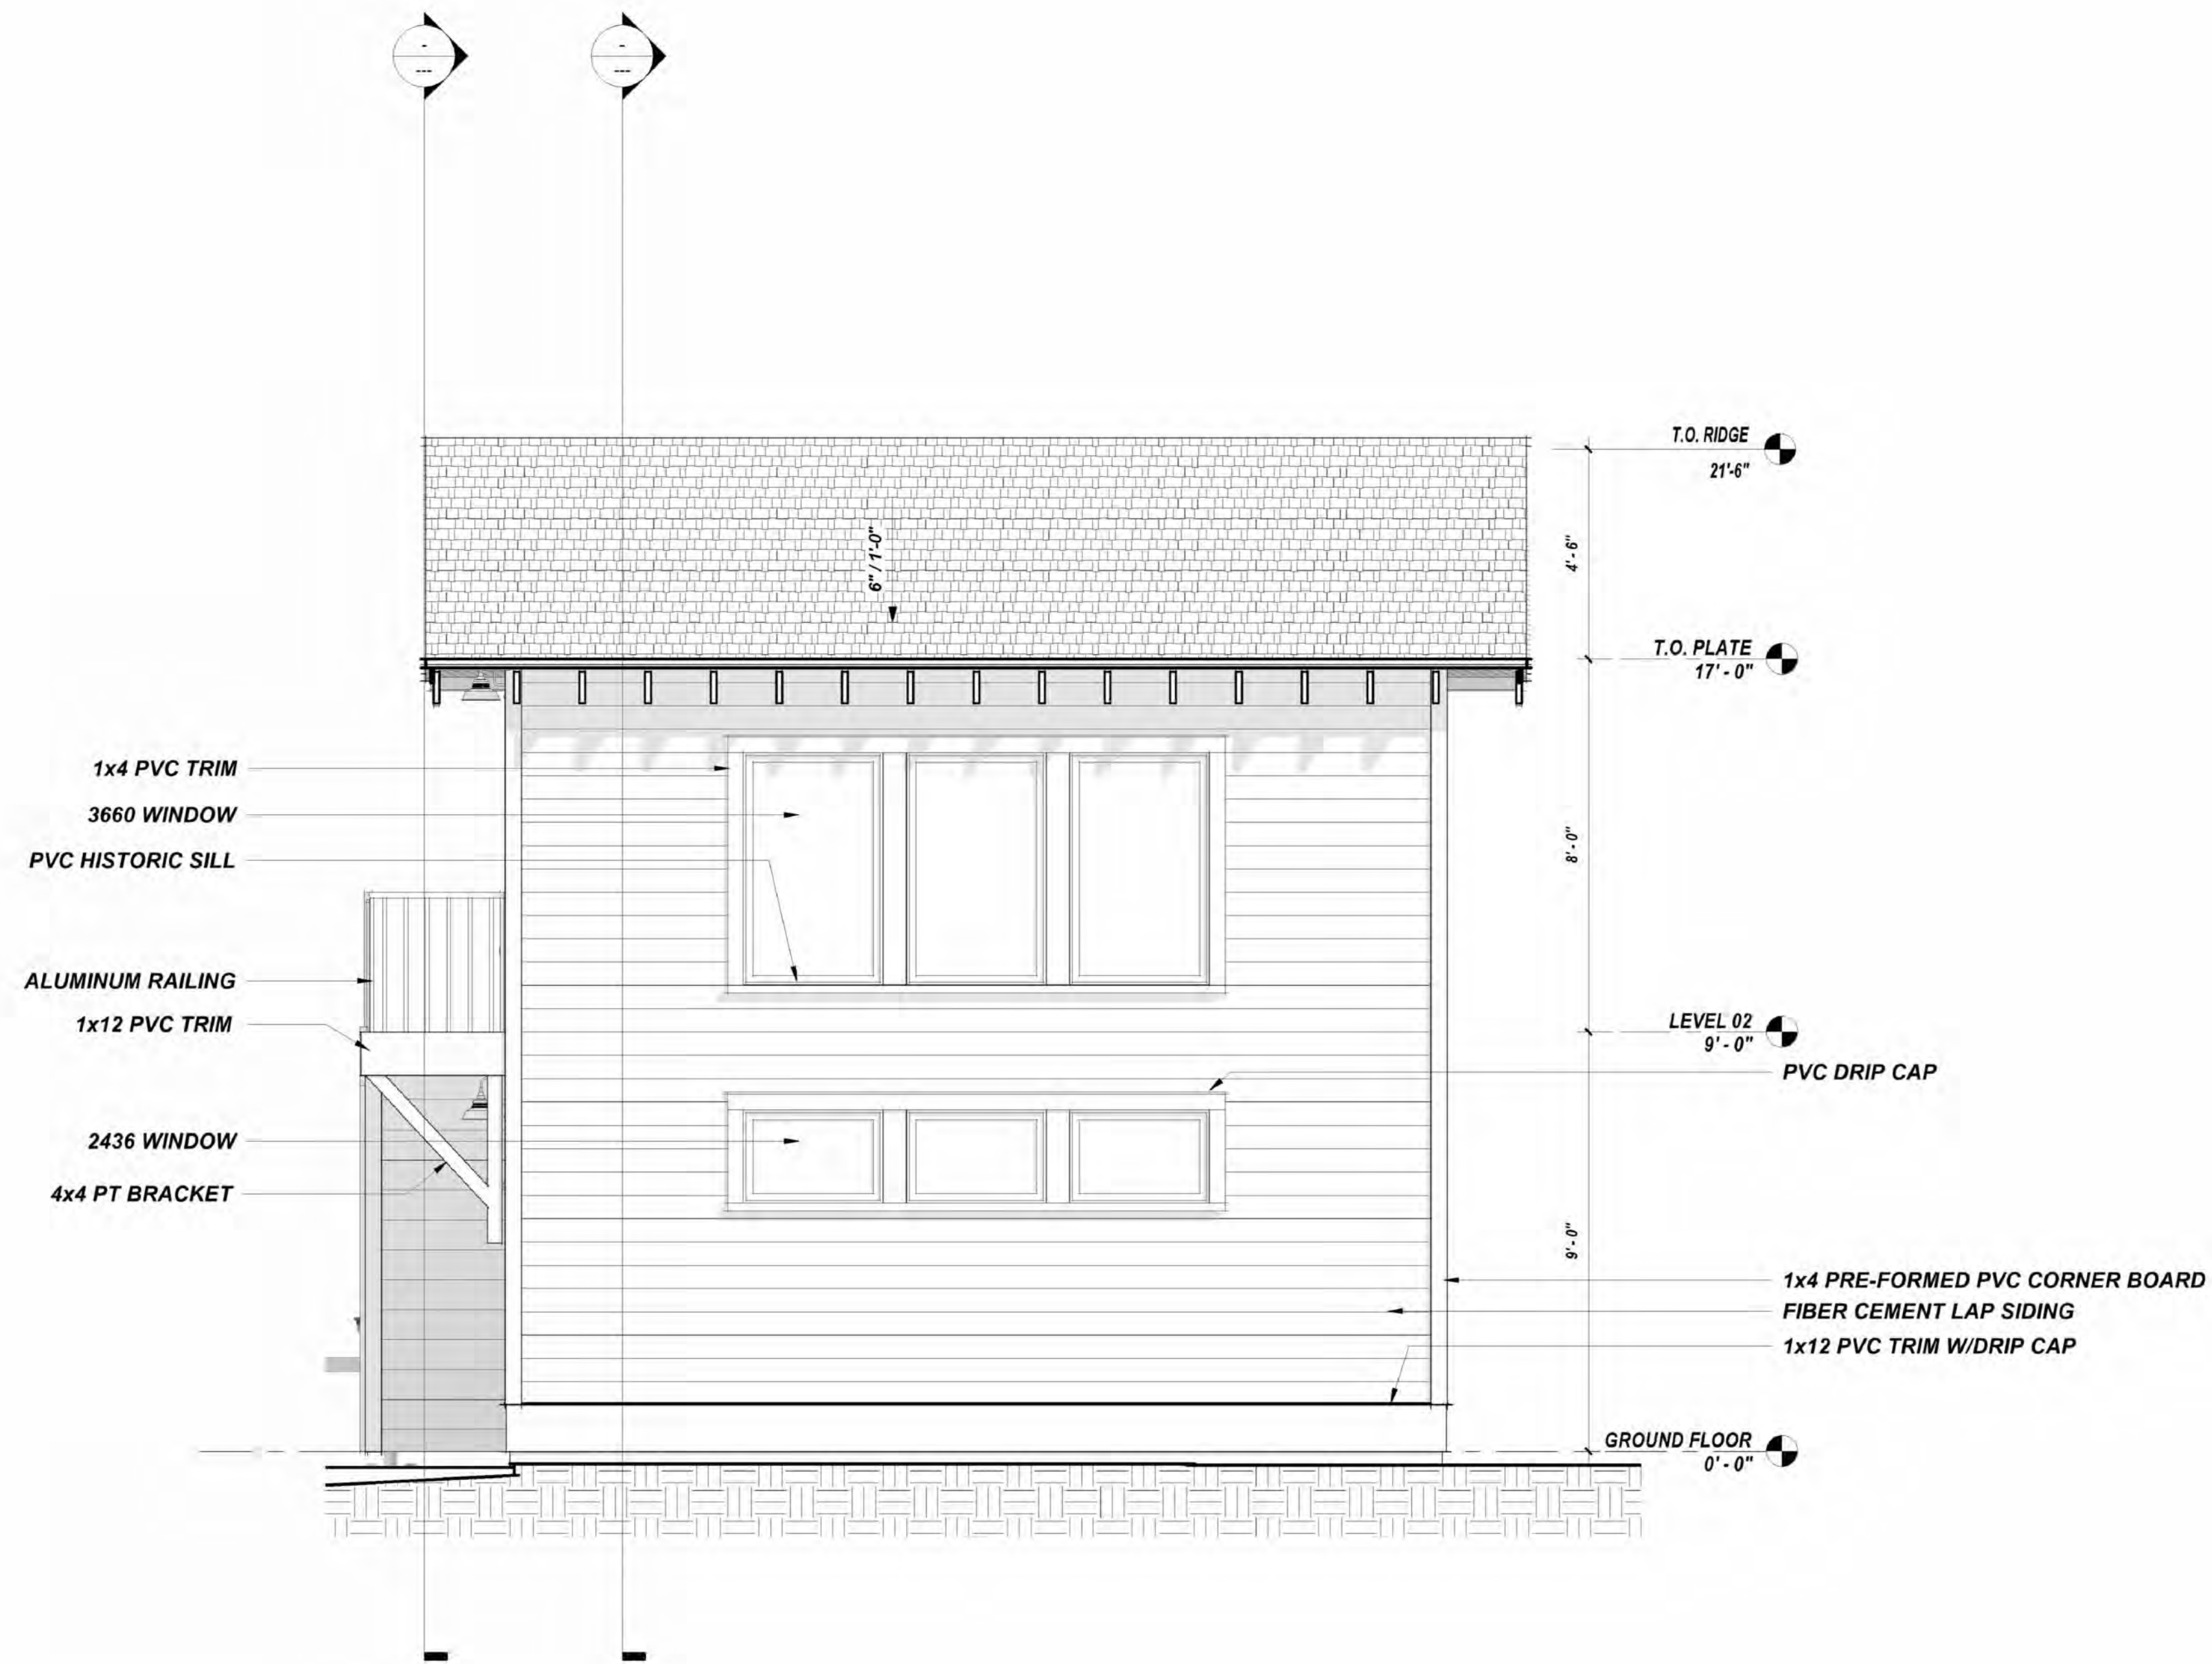 -
---
-
---
T.O. RIDGE
21'-6"
4'- 6"
6" / 1'-0"
T.O. PLATE
17' - 0"
1x4 PVC TRIM
3660 WINDOW
PVC HISTORIC SILL
8' - 0"
ALUMINUM RAILING
1x12 PVC TRIM
LEVEL 02
9' - 0"
PVC DRIP CAP
2436 WINDOW
4x4 PT BRACKET
9' - 0"
1x4 PRE-FORMED PVC CORNER BOARD
FIBER CEMENT LAP SIDING
1x12 PVC TRIM W/DRIP CAP
GROUND FLOOR
0' - 0"